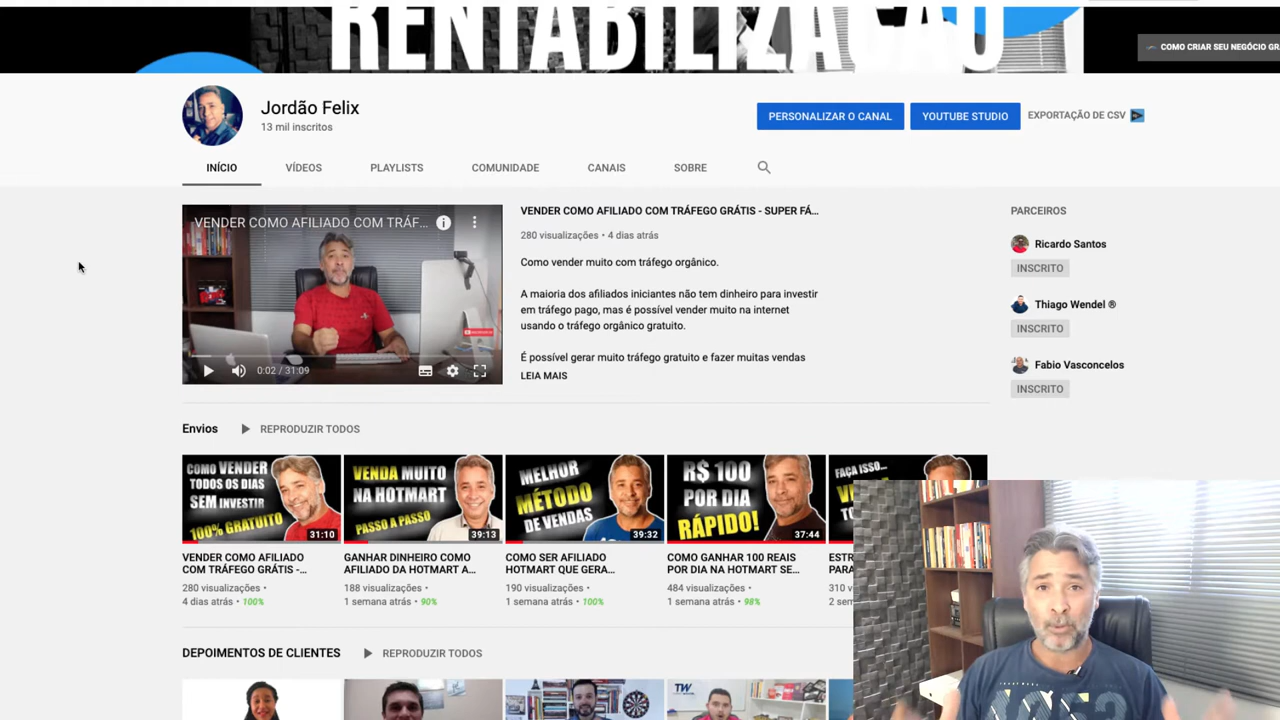 RENTABILIZAÇÃO
COMO CRIAR SEU NEGÓCIO GR
Jordão Felix
13 mil inscritos
PERSONALIZAR O CANAL
YOUTUBE STUDIO
EXPORTAÇÃO DE CSV
INÍCIO
VÍDEOS
PLAYLISTS
COMUNIDADE
CANAIS
SOBRE
VENDER COMO AFILIADO COM TRÁF...
0:02 / 31:09
VENDER COMO AFILIADO COM TRÁFEGO GRÁTIS - SUPER FÁ...
280 visualizações • 4 dias atrás
Como vender muito com tráfego orgânico.
A maioria dos afiliados iniciantes não tem dinheiro para investir
em tráfego pago, mas é possível vender muito na internet
usando o tráfego orgânico gratuito.
É possível gerar muito tráfego gratuito e fazer muitas vendas
LEIA MAIS
PARCEIROS
Ricardo Santos
INSCRITO
Thiago Wendel ®
INSCRITO
Fabio Vasconcelos
INSCRITO
Envios
REPRODUZIR TODOS
COMO VENDER
TODOS OS DIAS
SEM INVESTIR
100% GRATUITO
31:10
VENDER COMO AFILIADO
COM TRÁFEGO GRÁTIS -...
280 visualizações •
4 dias atrás • 100%
VENDA MUITO
NA HOTMART
PASSO A PASSO
39:13
GANHAR DINHEIRO COMO
AFILIADO DA HOTMART A...
188 visualizações •
1 semana atrás • 90%
MELHOR
MÉTODO
DE VENDAS
39:32
COMO SER AFILIADO
HOTMART QUE GERA...
190 visualizações •
1 semana atrás • 100%
R$ 100
POR DIA
RÁPIDO!
37:44
COMO GANHAR 100 REAIS
POR DIA NA HOTMART SE...
484 visualizações •
1 semana atrás • 98%
FAÇA ISSO...
VE
TO
ESTR
PARA
310 v
2 sem
DEPOIMENTOS DE CLIENTES
REPRODUZIR TODOS
TW